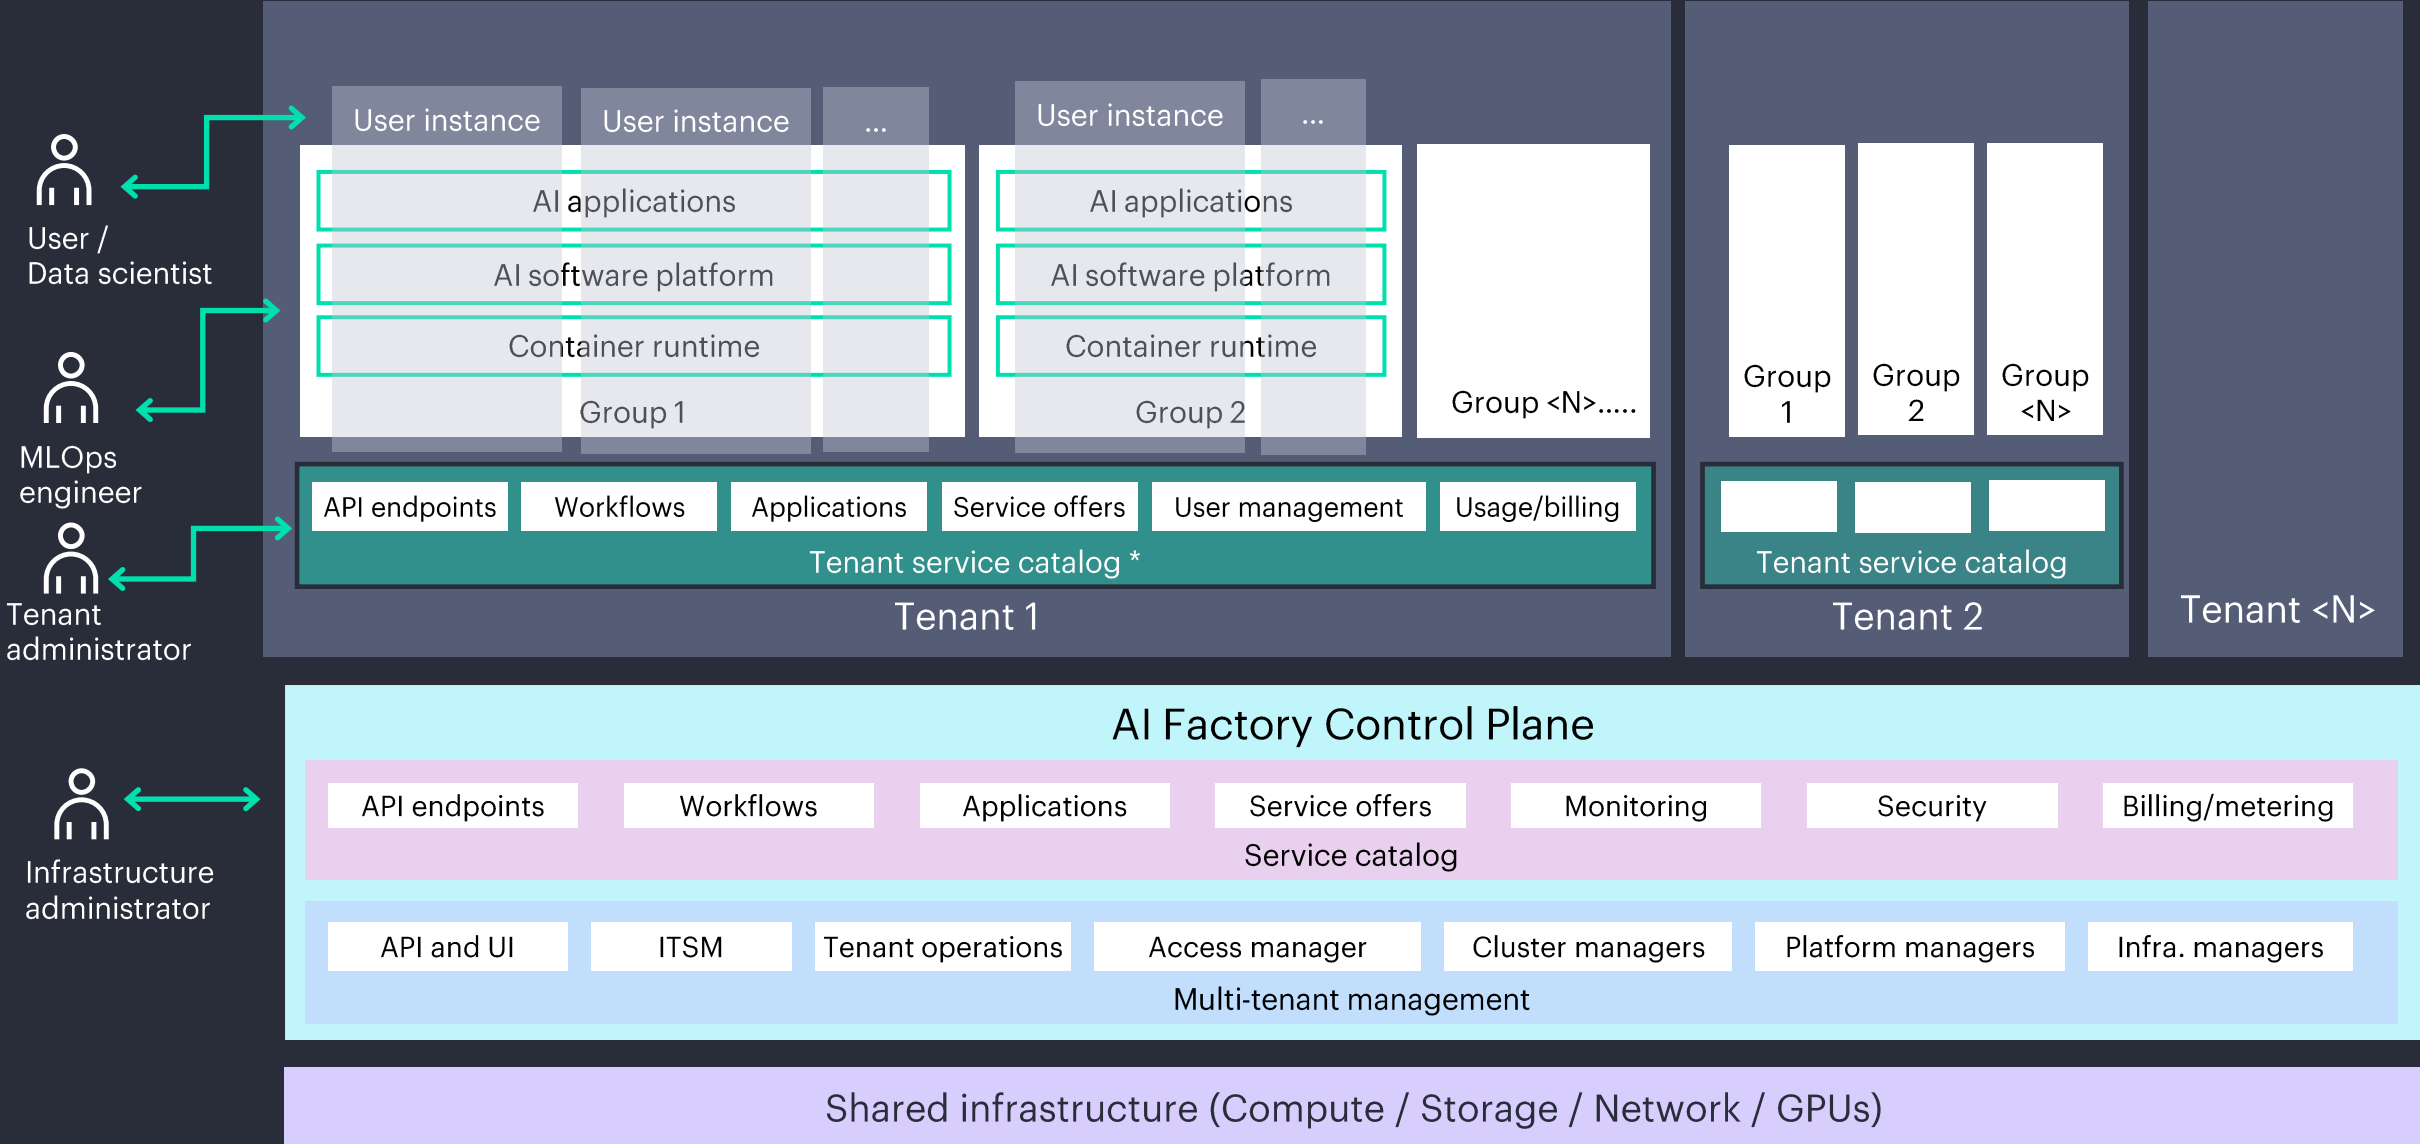 User instance
User instance
...
User instance
...
AI applications
AI software platform
Container runtime
Group 1
AI applications
AI software platform
Container runtime
Group 2
Group <N>.....
Group
1
Group
2
Group
<N>
API endpoints
Workflows
Applications
Service offers
User management
Usage/billing
Tenant service catalog *
Tenant service catalog
Tenant 1
Tenant 2
Tenant <N>
User /
Data scientist
MLOps
engineer
Tenant
administrator
Infrastructure
administrator
AI Factory Control Plane
API endpoints
Workflows
Applications
Service offers
Monitoring
Security
Billing/metering
Service catalog
API and UI
ITSM
Tenant operations
Access manager
Cluster managers
Platform managers
Infra. managers
Multi-tenant management
Shared infrastructure (Compute / Storage / Network / GPUs)